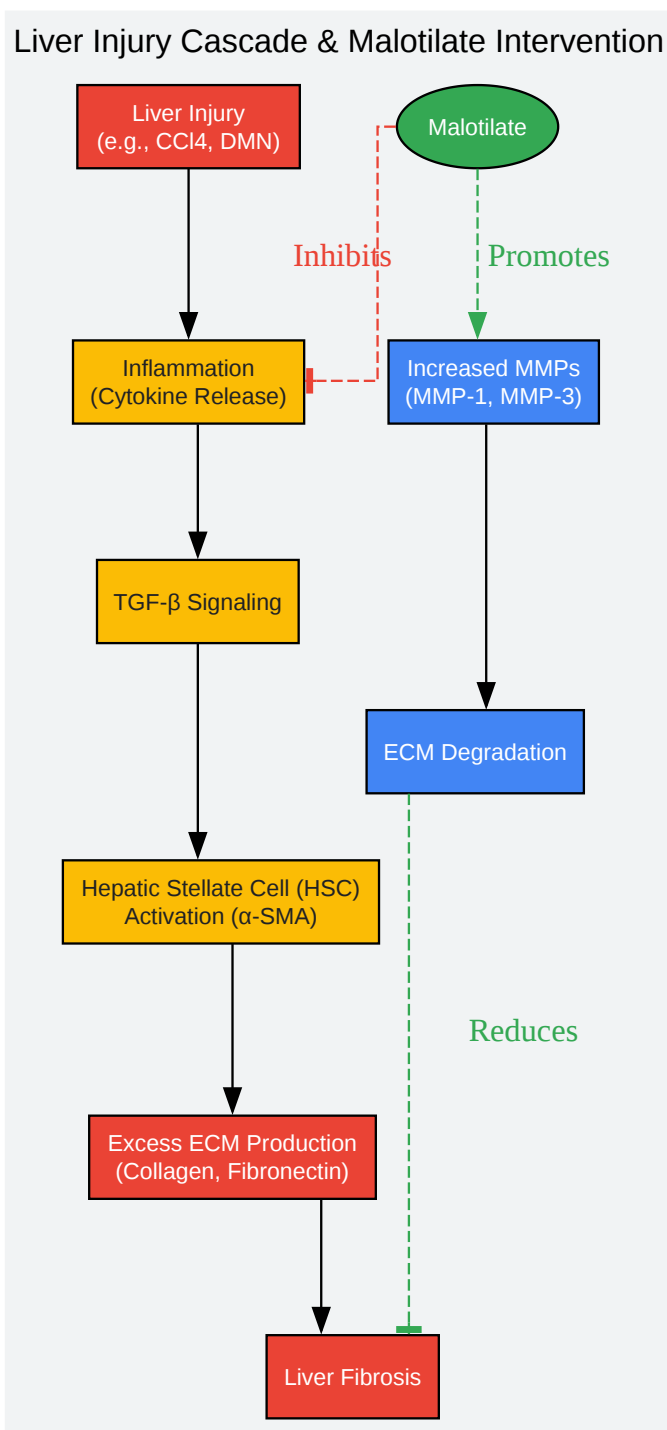 Liver Injury Cascade & Malotilate Intervention
Liver Injury
(e.g., CCl4, DMN)
Malotilate
Inhibits
Promotes
Inflammation
(Cytokine Release)
Increased MMPs
(MMP-1, MMP-3)
TGF-β Signaling
ECM Degradation
Hepatic Stellate Cell (HSC)
Activation (α-SMA)
Reduces
Excess ECM Production
(Collagen, Fibronectin)
Liver Fibrosis